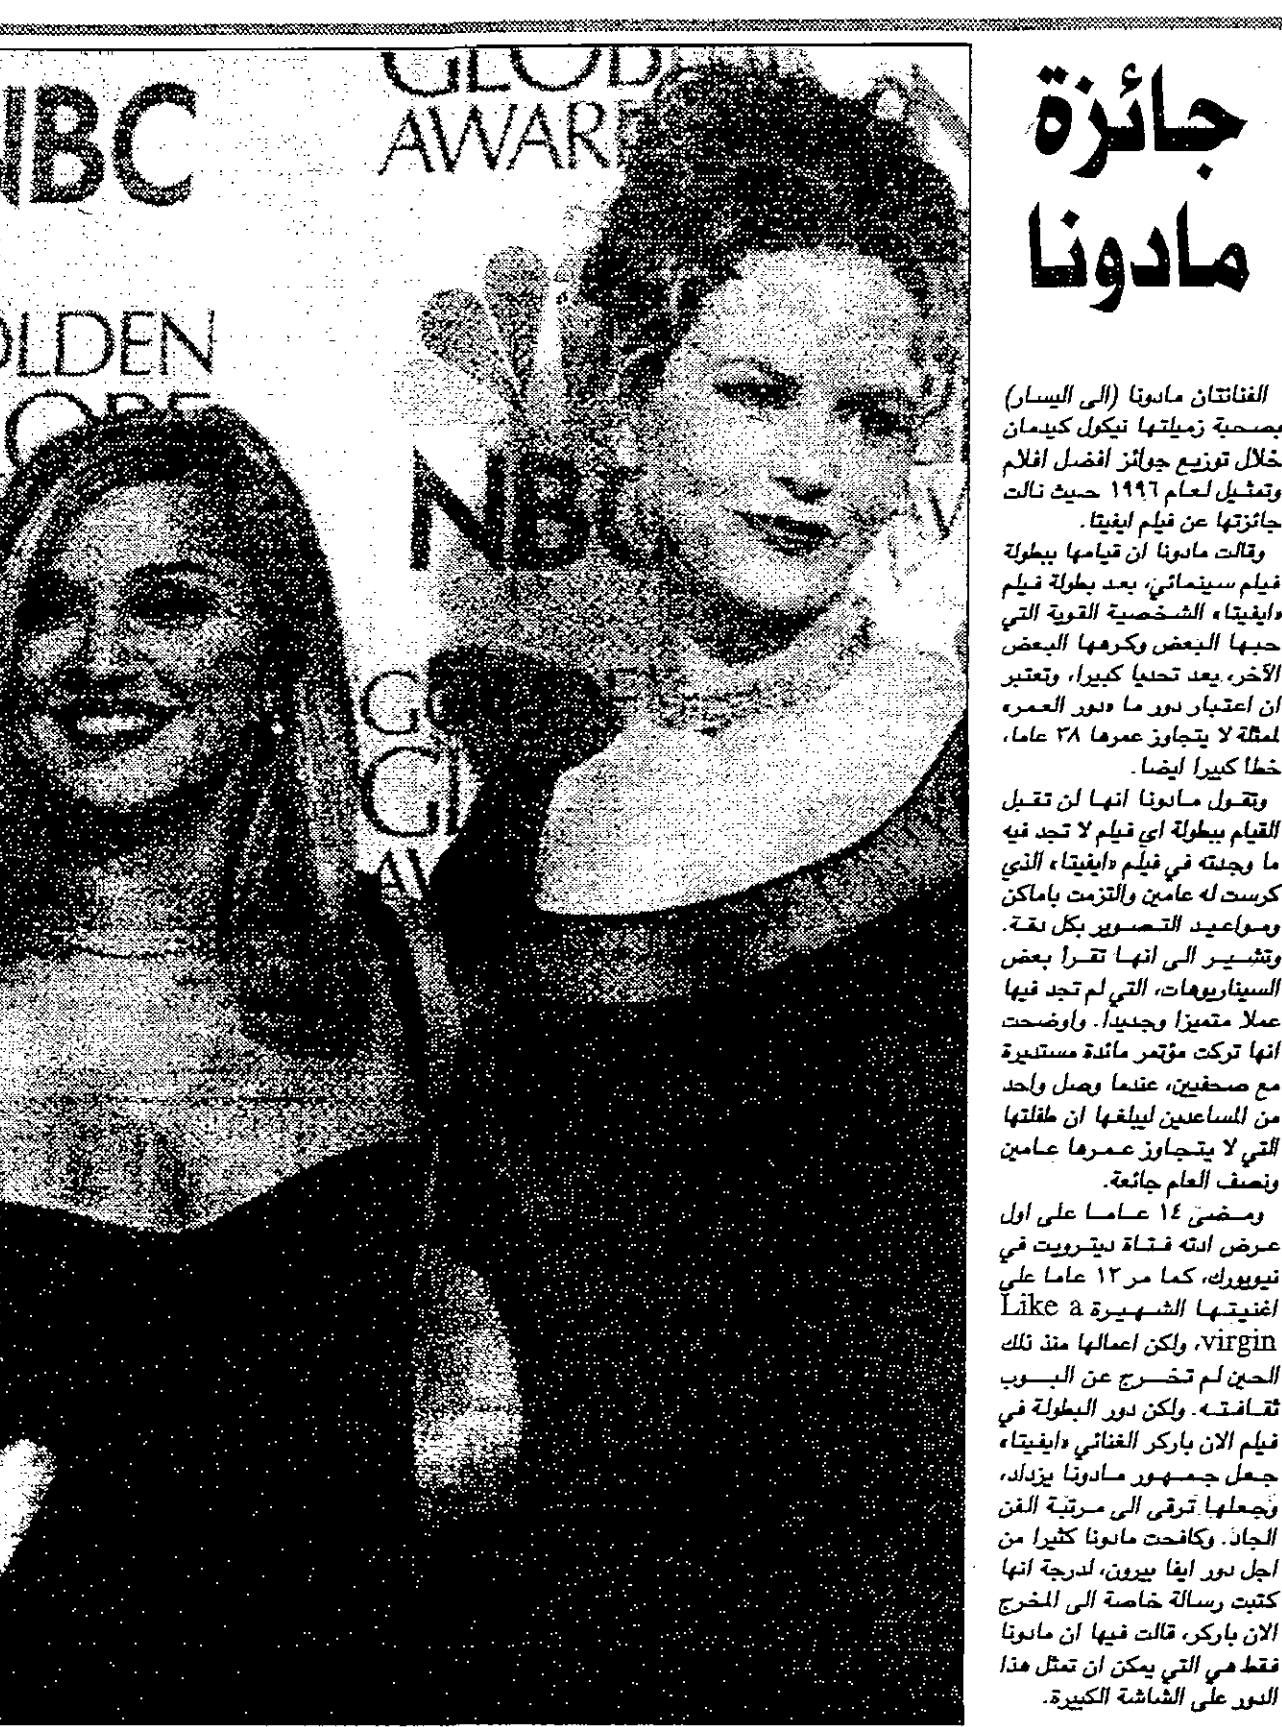 جائزة
مادونا
الفنانتان مادونا (الى اليسار)
بصحبة زميلتها نيكول كيدمان
خلال توزيع جوائز افضل افلام
وتمثيل لعام ١٩٩٦ حيث نالت
جائزتها عن فيلم ايفيتا.
وقالت مادونا ان قيامها ببطولة
فيلم سينمائي، بعد بطولة فيلم
«ايفيتا» الشخصية القوية التي
حبها البعض وكرهها البعض
الآخر، يعد تحديا كبيرا، وتعتبر
ان اعتبار دور ما «دور العمر»
لمثلة لا يتجاوز عمرها ٣٨ عاما،
خطا كبيرا ايضا.
وتقول مادونا انها لن تقبل
القيام ببطولة اي فيلم لا تجد فيه
ما وجدته في فيلم «ايفيتا» الذي
كرست له عامين والتزمت باماكن
ومواعيد التصوير بكل دقة.
وتشير الى انها تقرأ بعض
السيناريوهات، التي لم تجد فيها
عملا متميزا وجديدا. واوضحت
انها تركت مؤتمر مائدة مستديرة
مع صحفيين، عندما وصل واحد
من المساعدين ليبلغها ان طفلتها
التي لا يتجاوز عمرها عامين
ونصف العام جائعة.
ومضى ١٤ عاما على اول
عرض ادته فتاة ديترويت في
نيويورك، كما مر ١٢ عاما على
اغنيتها الشهيرة Like a
virgin، ولكن اعمالها منذ ذلك
الحين لم تخرج عن البوب
ثقافته. ولكن دور البطولة في
فيلم الان باركر الغنائي «ايفيتا»
جعل جمهور مادونا يزداد،
وجعلها ترقى الى مرتبة الفن
الجاد. وكافحت مادونا كثيرا من
اجل دور ايفا بيرون، لدرجة انها
كتبت رسالة خاصة الى المخرج
الان باركر، قالت فيها ان مادونا
فقط هي التي يمكن ان تمثل هذا
الدور على الشاشة الكبيرة.
NBC
GLOB
AWARD
OLDEN
GLOBE
NBC
GO
GL
AW